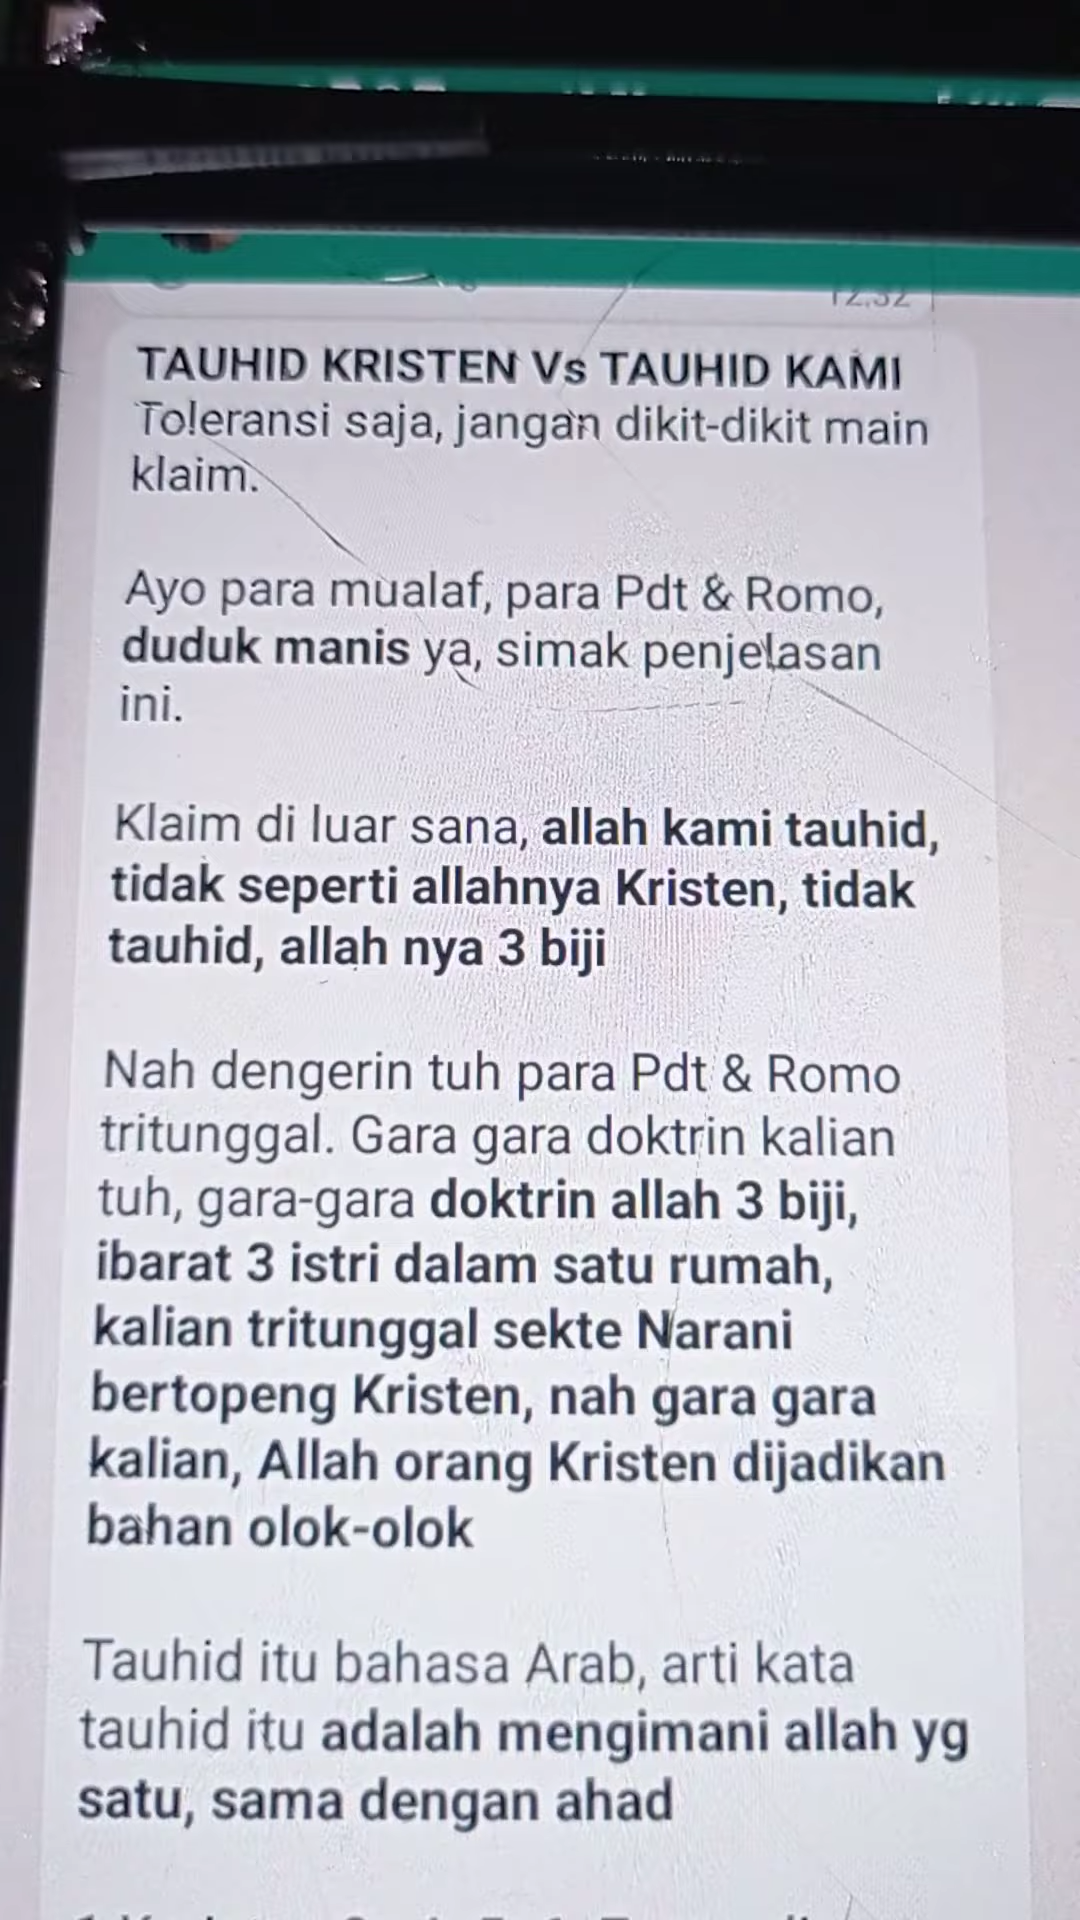 12.32
TAUHID KRISTEN Vs TAUHID KAMI
Toleransi saja, jangan dikit-dikit main
klaim.
Ayo para mualaf, para Pdt & Romo,
duduk manis ya, simak penjelasan
ini.
Klaim di luar sana, allah kami tauhid,
tidak seperti allahnya Kristen, tidak
tauhid, allah nya 3 biji
Nah dengerin tuh para Pdt & Romo
tritunggal. Gara gara doktrin kalian
tuh, gara-gara doktrin allah 3 biji,
ibarat 3 istri dalam satu rumah,
kalian tritunggal sekte Narani
bertopeng Kristen, nah gara gara
kalian, Allah orang Kristen dijadikan
bahan olok-olok
Tauhid itu bahasa Arab, arti kata
tauhid itu adalah mengimani allah yg
satu, sama dengan ahad